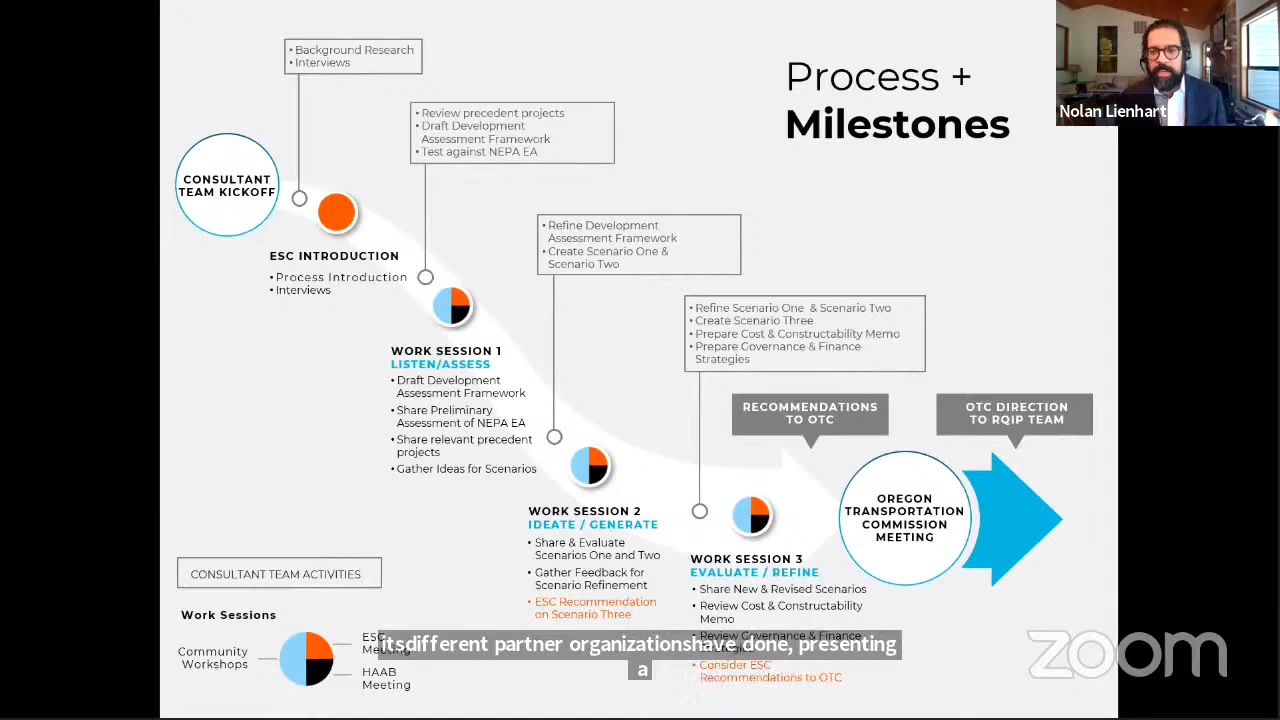 Process +
Milestones
Nolan Lienhart
• Background Research
• Interviews
• Review precedent projects
• Draft Development
Assessment Framework
• Test against NEPA EA
CONSULTANT
TEAM KICKOFF
• Refine Development
Assessment Framework
• Create Scenario One &
Scenario Two
ESC INTRODUCTION
• Process Introduction
• Interviews
• Refine Scenario One & Scenario Two
• Create Scenario Three
• Prepare Cost & Constructability Memo
• Prepare Governance & Finance
Strategies
WORK SESSION 1
LISTEN/ASSESS
• Draft Development
Assessment Framework
• Share Preliminary
Assessment of NEPA EA
• Share relevant precedent
projects
• Gather Ideas for Scenarios
RECOMMENDATIONS
TO OTC
OTC DIRECTION
TO RQIP TEAM
WORK SESSION 2
IDEATE / GENERATE
• Share & Evaluate
Scenarios One and Two
• Gather Feedback for
Scenario Refinement
• ESC Recommendation
on Scenario Three
OREGON
TRANSPORTATION
COMMISSION
MEETING
WORK SESSION 3
EVALUATE / REFINE
• Share New & Revised Scenarios
• Review Cost & Constructability
Memo
• Review Governance & Finance
• Consider ESC
Recommendations to OTC
CONSULTANT TEAM ACTIVITIES
Work Sessions
Community
Workshops
ESC
HAAB
Meeting
itsdifferent partner organizationshave done, presenting
a
zoom